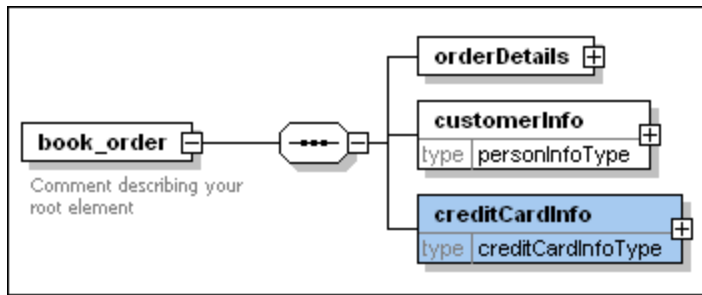 orderDetails
customerInfo
type personInfoType
book_order
Comment describing your
root element
creditCardInfo
type creditCardInfoType